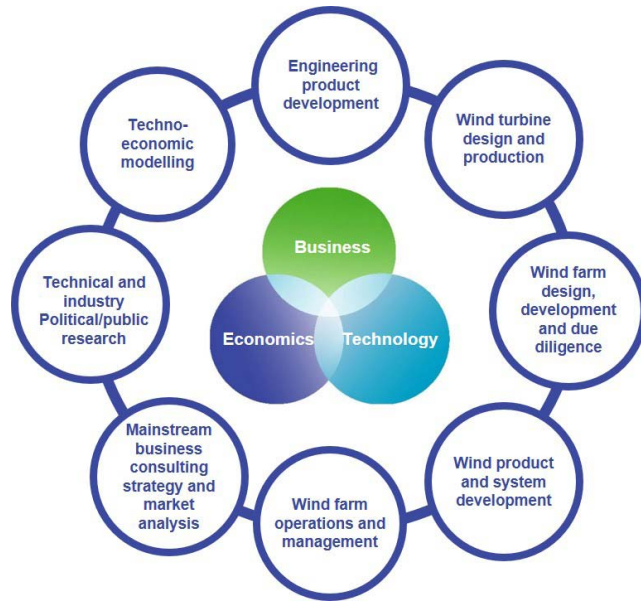 Engineering
product
development
Wind turbine
design and
production
Wind farm
design,
development
and due
diligence
Wind product
and system
development
Wind farm
operations and
management
Mainstream
business
consulting
strategy and
market
analysis
Technical and
industry
Political/public
research
Techno-
economic
modelling
Business
Economics
Technology